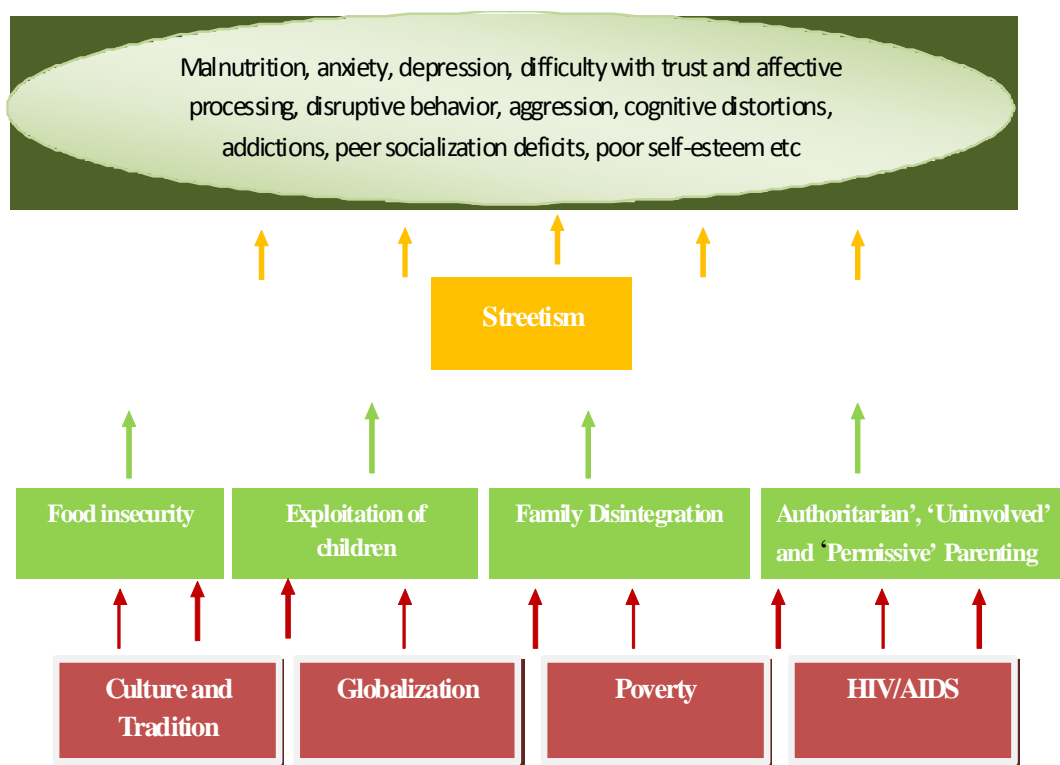 Malnutrition, anxiety, depression, difficulty with trust and affective
processing, disruptive behavior, aggression, cognitive distortions,
addictions, peer socialization deficits, poor self-esteem etc
Streetism
Food insecurity
Exploitation of
children
Family Disintegration
Authoritarian’, ‘Uninvolved’
and ‘Permissive’ Parenting
Culture and
Tradition
Globalization
Poverty
HIV/AIDS